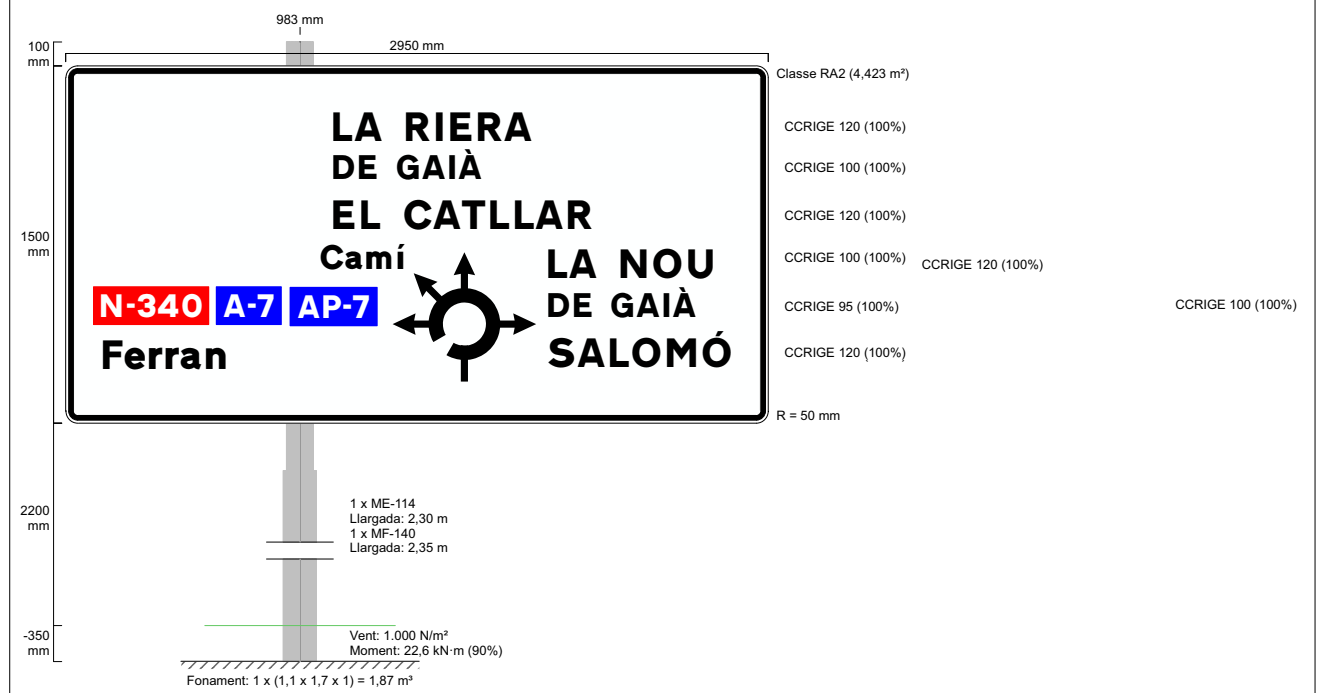 983 mm
100
mm
2950 mm
Classe RA2 (4,423 m²)
LA RIERA
CCRIGE 120 (100%)
DE GAIÀ
CCRIGE 100 (100%)
EL CATLLAR
CCRIGE 120 (100%)
1500
mm
Camí
LA NOU
CCRIGE 100 (100%)
CCRIGE 120 (100%)
N-340 A-7 AP-7
DE GAIÀ
CCRIGE 95 (100%)
CCRIGE 100 (100%)
Ferran
SALOMÓ
CCRIGE 120 (100%)
R = 50 mm
2200
mm
1 x ME-114
Llargada: 2,30 m
1 x MF-140
Llargada: 2,35 m
-350
mm
Vent: 1.000 N/m²
Moment: 22,6 kN·m (90%)
Fonament: 1 x (1,1 x 1,7 x 1) = 1,87 m³